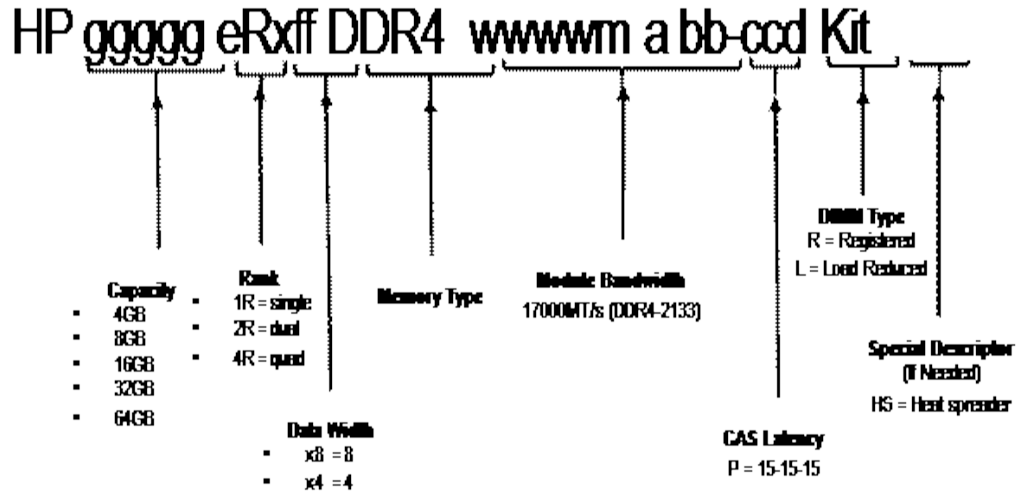 HP ggggg eRxff DDR4 wwwwm a bb-ccd Kit
Capacity
▪ 4GB
▪ 8GB
▪ 16GB
▪ 32GB
▪ 64GB
Rank
▪ 1R = single
▪ 2R = dual
▪ 4R = quad
Data Width
▪ x8 = 8
▪ x4 = 4
Memory Type
Module Bandwidth
17000MT/s (DDR4-2133)
CAS Latency
P = 15-15-15
DIMM Type
R = Registered
L = Load Reduced
Special Descriptor
(If Needed)
HS = Heat spreader